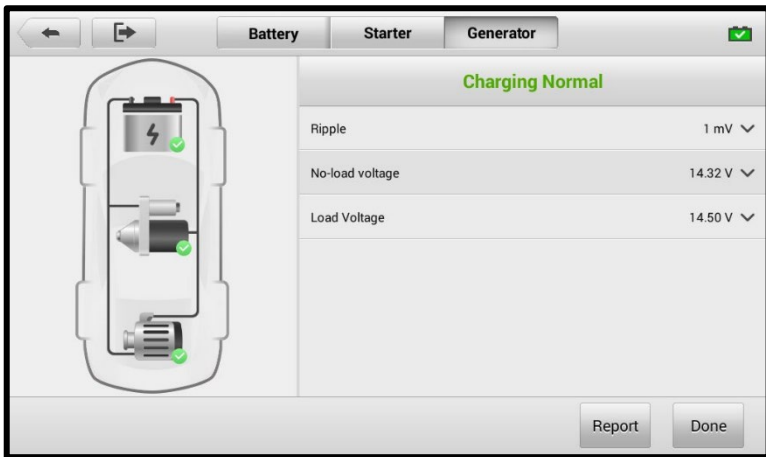 Battery Starter Generator
Charging Normal
Ripple 1 mV
No-load voltage 14.32 V
Load Voltage 14.50 V
Report Done